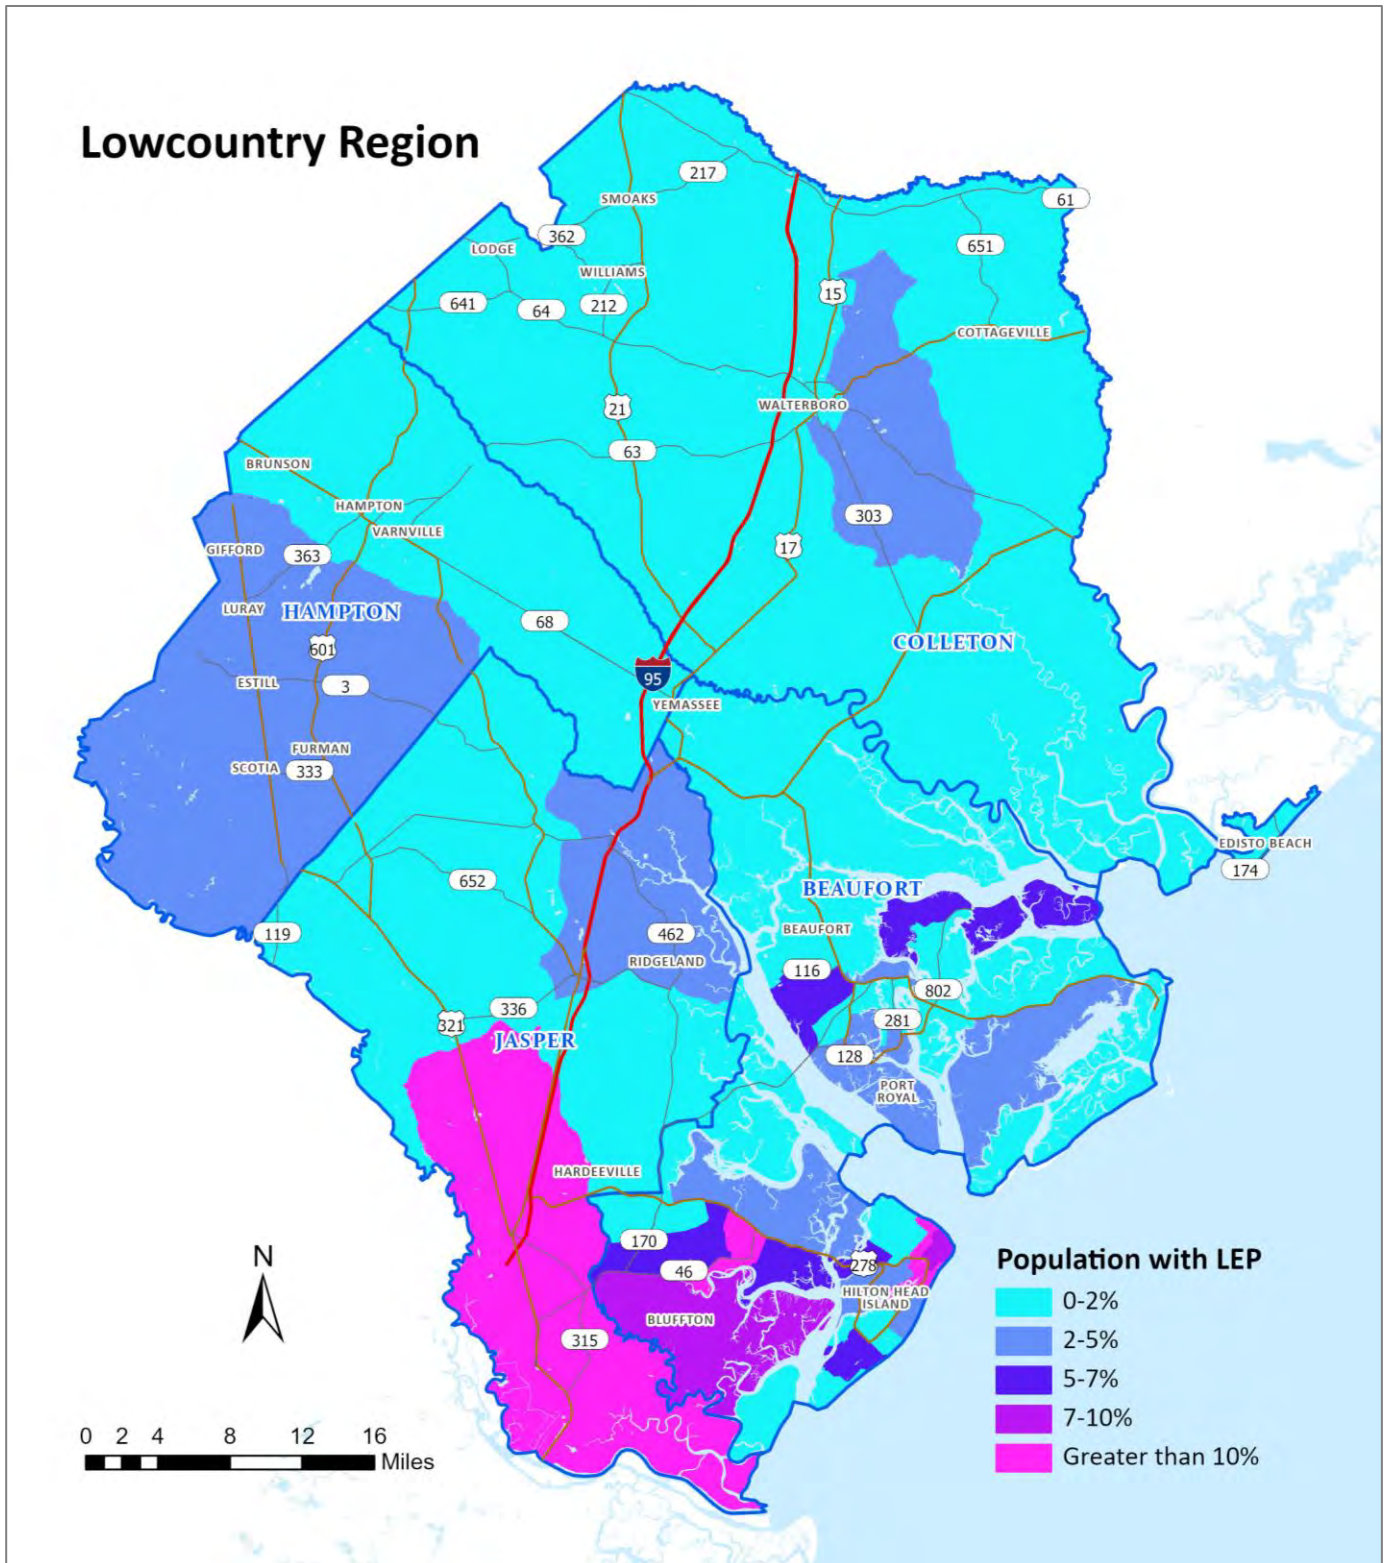 Lowcountry Region
217
SMOAKS
61
362
651
LODGE
WILLIAMS
15
641
64
212
COTTAGEVILLE
WALTERBORO
21
63
BRUNSON
HAMPTON
303
VARNVILLE
17
GIFFORD
363
LURAY
HAMPTON
68
COLLETON
601
95
ESTILL
3
YEMASSEE
FURMAN
SCOTIA
333
EDISTO BEACH
174
652
BEAUFORT
BEAUFORT
119
462
RIDGELAND
116
802
336
321
281
JASPER
128
PORT
ROYAL
HARDEEVILLE
170
46
278
HILTON HEAD
ISLAND
BLUFFTON
315
N
0 2 4 8 12 16
Miles
Population with LEP
0-2%
2-5%
5-7%
7-10%
Greater than 10%